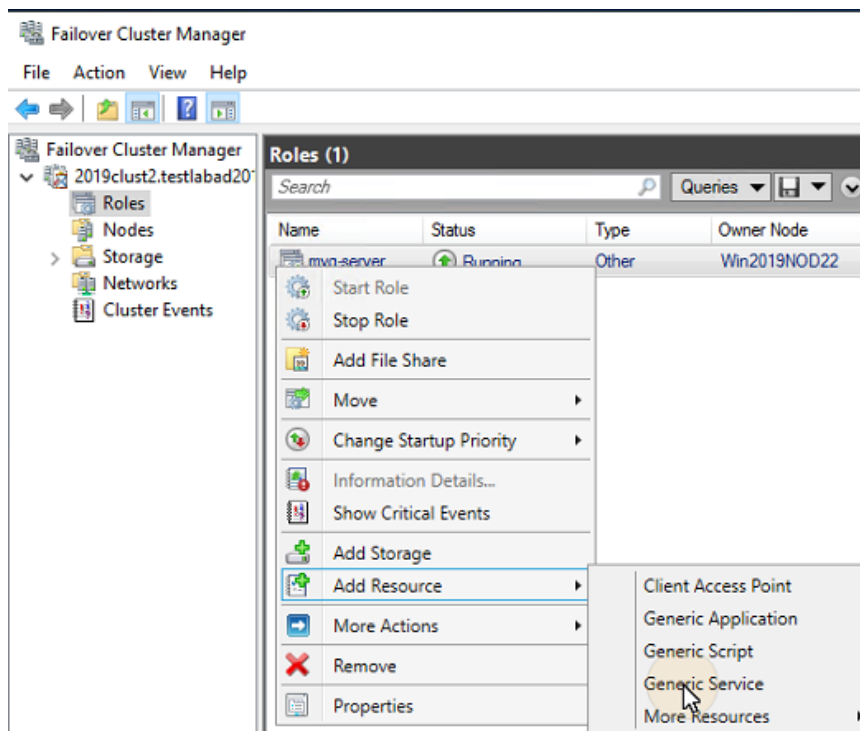 Failover Cluster Manager
File Action View Help
Failover Cluster Manager
2019clust2.testlabad20
Roles
Nodes
Storage
Networks
Cluster Events
Roles (1)
Search Queries
Name Status Type Owner Node
mvg-server Running Other Win2019NOD22
Start Role
Stop Role
Add File Share
Move
Change Startup Priority
Information Details...
Show Critical Events
Add Storage
Add Resource
More Actions
Remove
Properties
Client Access Point
Generic Application
Generic Script
Generic Service
More Resources